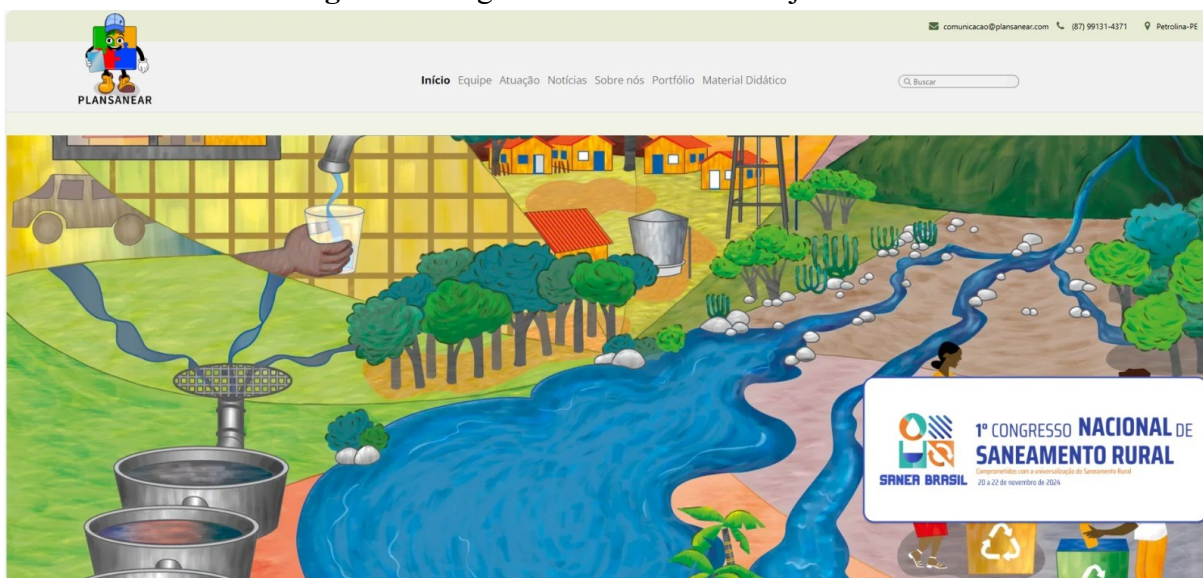 comunicacao@plansanear.com (87) 99131-4371 Petrolina-PE
PLANSANEAR
Início Equipe Atuação Notícias Sobre nós Portfólio Material Didático
Buscar
1º CONGRESSO NACIONAL DE
SANEAMENTO RURAL
Comprometidos com a universalização do Saneamento Rural
SANER BRASIL
20 a 22 de novembro de 2024